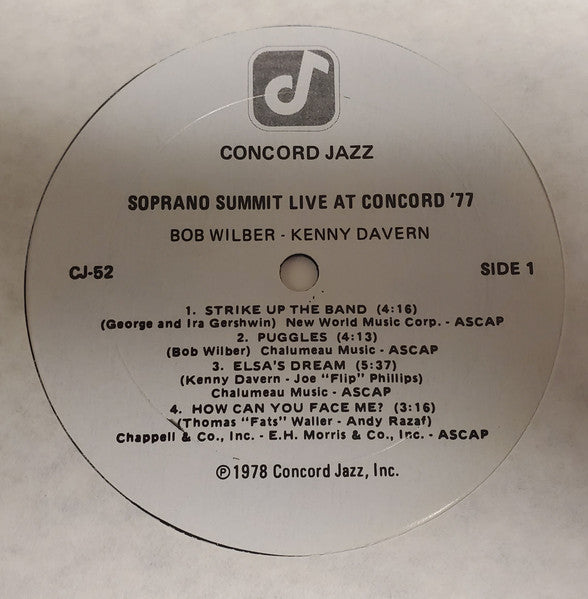 CONCORD JAZZ
SOPRANO SUMMIT LIVE AT CONCORD '77
BOB WILBER - KENNY DAVERN
CJ-52
SIDE 1
1. STRIKE UP THE BAND (4:16)
(George and Ira Gershwin) New World Music Corp. - ASCAP
2. PUGGLES (4:13)
(Bob Wilber) Chalumeau Music - ASCAP
3. ELSA'S DREAM (5:37)
(Kenny Davern - Joe "Flip" Phillips)
Chalumeau Music - ASCAP
4. HOW CAN YOU FACE ME? (3:16)
(Thomas "Fats" Waller - Andy Razaf)
Chappell & Co., Inc. - E.H. Morris & Co., Inc. - ASCAP
℗1978 Concord Jazz, Inc.